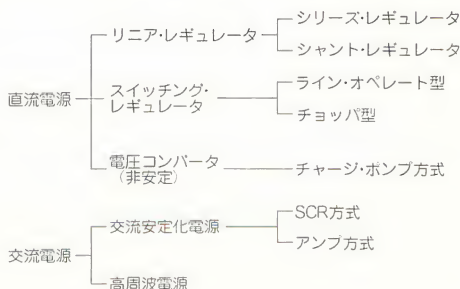 直流電源
リニア・レギュレータ
シリーズ・レギュレータ
シャント・レギュレータ
スイッチング・
レギュレータ
ライン・オペレート型
チョッパ型
電圧コンバータ
(非安定)
チャージ・ポンプ方式
交流電源
交流安定化電源
SCR方式
アンプ方式
高周波電源